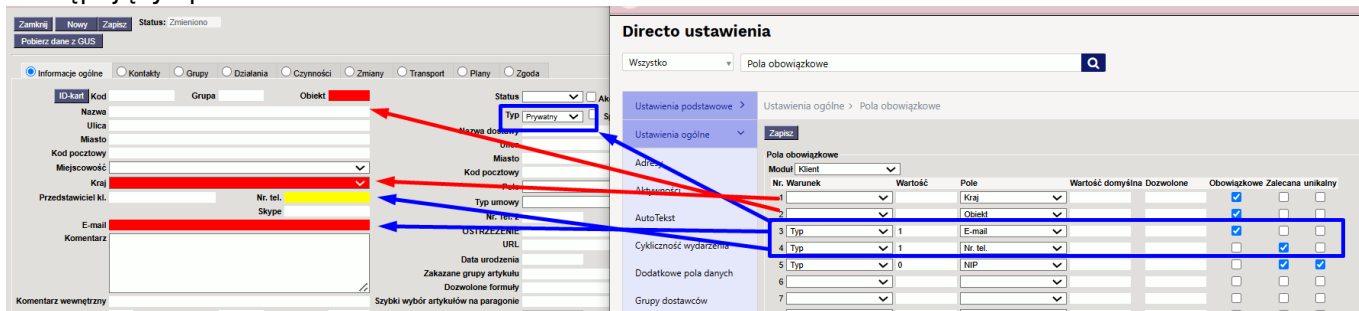 Zamknij Nowy Zapisz Status: Zmieniono
Pobierz dane z GUS
Informacje ogólne Kontakty Grupy Działania Czynności Zmiany Transport Plany Zgoda
ID-kart Kod Grupa Obiekt Status
Nazwa Typ Prywatny
Ulica Nazwa dostawy
Miasto
Kod pocztowy Miasto
Miejscowość Kod pocztowy
Kraj
Przedstawiciel kl. Nr. tel. Typ umowy
Skype
E-mail OSTRZEŻENIE
Komentarz URL
Data urodzenia
Zakazane grupy artykułu
Dozwolone formuły
Komentarz wewnętrzny Szybki wybór artykułów na paragonie
Directo ustawienia
Wszystko Pola obowiązkowe
Ustawienia podstawowe >
Ustawienia ogólne
Adresy
Aktywności
AutoTekst
Cykliczność wydarzenia
Dodatkowe pola danych
Grupy dostawców
Ustawienia ogólne > Pola obowiązkowe
Zapisz
Pola obowiązkowe
Moduł Klient
Nr. Warunek Wartość Pole Wartość domyślna Dozwolone Obowiązkowe Zalecana unikalny
1 Kraj
2 Obiekt
3 Typ 1 E-mail
4 Typ 1 Nr. tel.
5 Typ 0 NIP
6
7